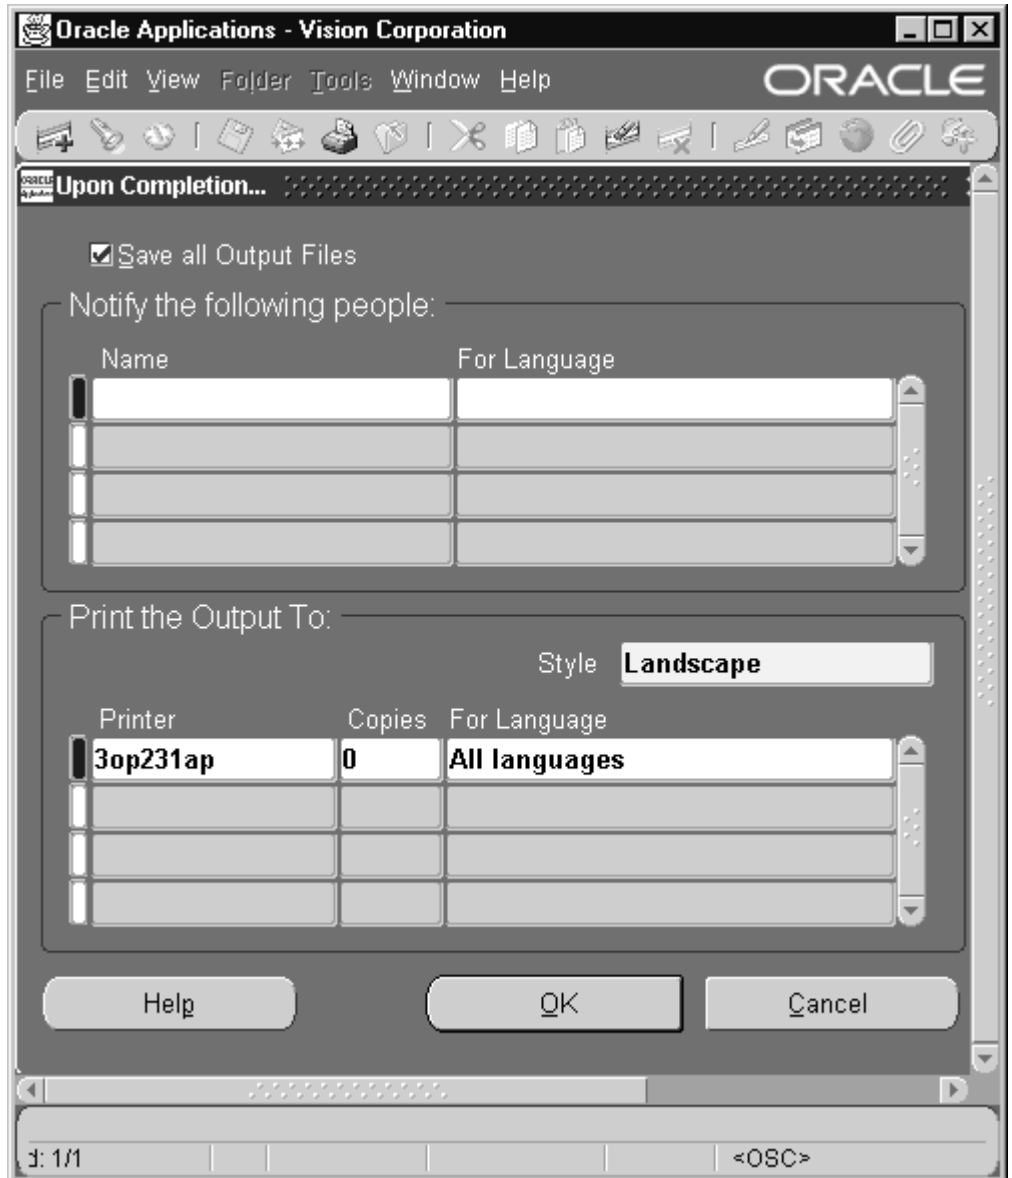 Oracle Applications - Vision Corporation
File Edit View Folder Tools Window Help ORACLE
Upon Completion...
Save all Output Files
Notify the following people:
Name For Language
Print the Output To:
Style Landscape
Printer Copies For Language
3op231ap 0 All languages
Help OK Cancel
d: 1/1 <OSC>